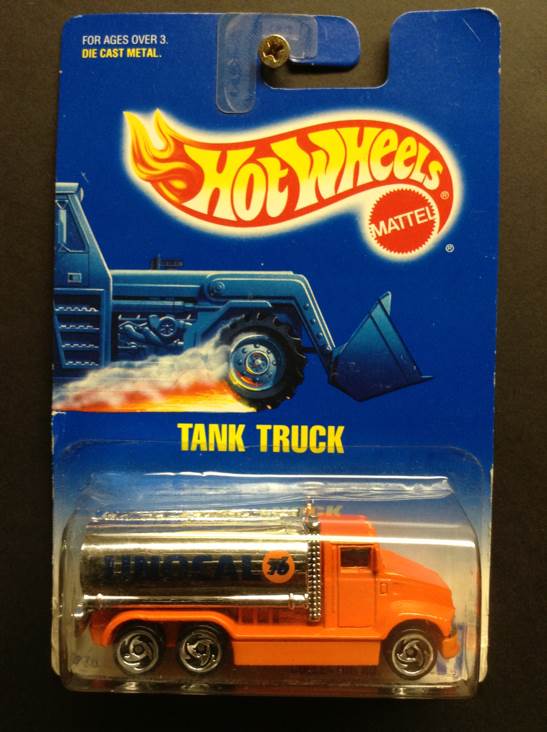 FOR AGES OVER 3.
DIE CAST METAL.
HOT WHEELS
®
MATTEL
®
TANK TRUCK
UNOCAL 76